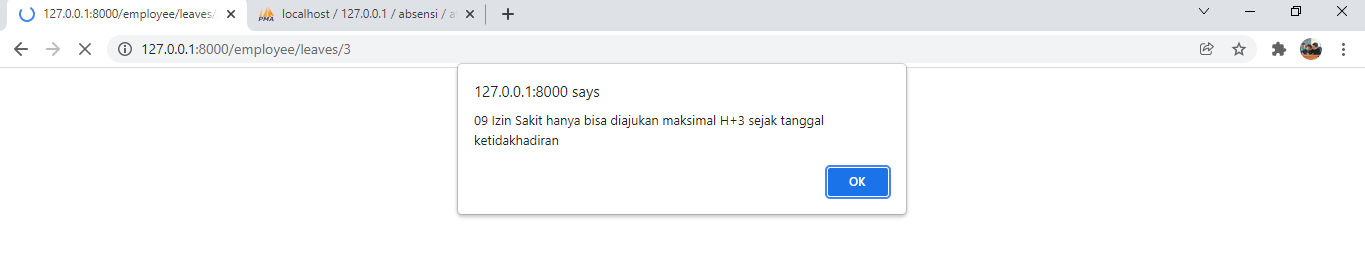 127.0.0.1:8000/employee/leaves/
localhost / 127.0.0.1 / absensi / a
127.0.0.1:8000/employee/leaves/3
127.0.0.1:8000 says
09 Izin Sakit hanya bisa diajukan maksimal H+3 sejak tanggal
ketidakhadiran
OK